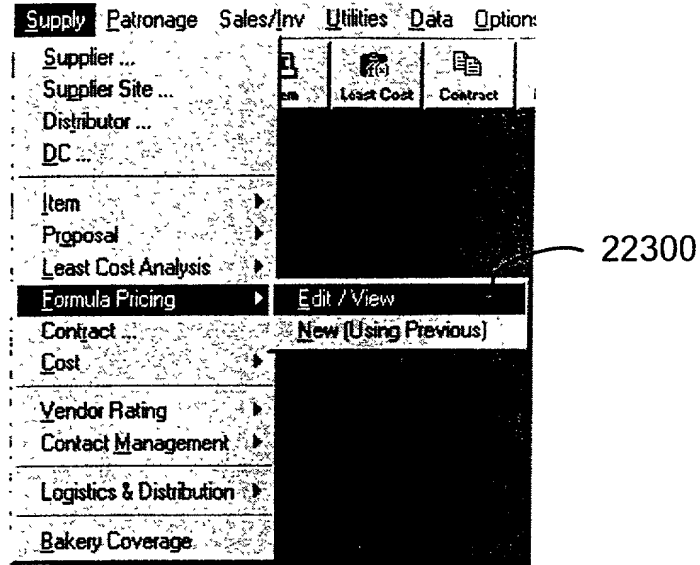 Supply Patronage Sales/Inv Utilities Data Option
Supplier ...
Supplier Site ...
Least Cost Contract
Distributor ...
DC ...
Item
Proposal
Least Cost Analysis
22300
Formula Pricing Edit / View
Contract ... New (Using Previous)
Cost
Vendor Rating
Contact Management
Logistics & Distribution
Bakery Coverage